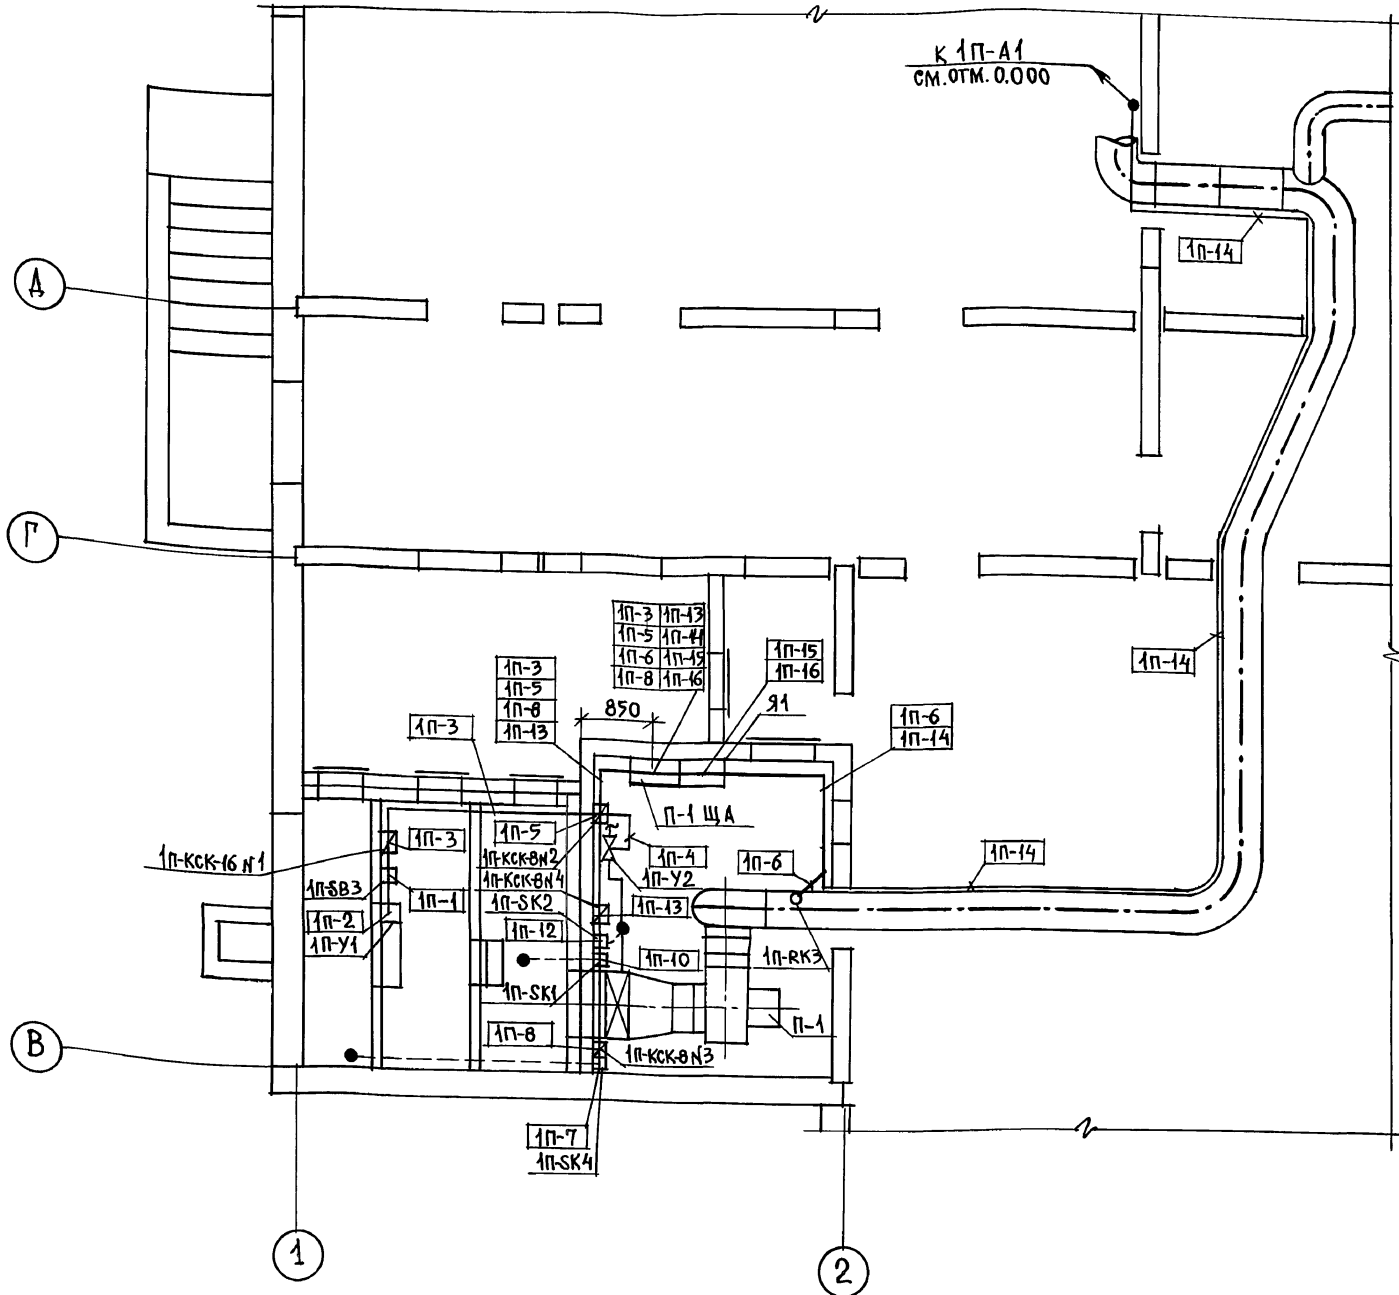 К 1П-А1
СМ.ОТМ. 0.000
1П-14
Д
Г
1П-3 1П-13
1П-5 1П-14
1П-6 1П-15
1П-8 1П-16
1П-15
1П-16
1П-14
1П-3
1П-5
1П-8
1П-13
850
Я1
1П-6
1П-14
1П-3
П-1 ЩА
1П-5
1П-3
1П-КСК-16 №1
1П-КСК-8№2
1П-4
1П-6
1П-14
1П-КСК-8№4
1П-У2
1П-SB3
1П-1
1П-SK2
1П-13
1П-2
1П-У1
1П-12
1П-10
1П-RK3
1П-SK1
П-1
1П-8
1П-КСК-8№3
В
1П-7
1П-SK4
1
2